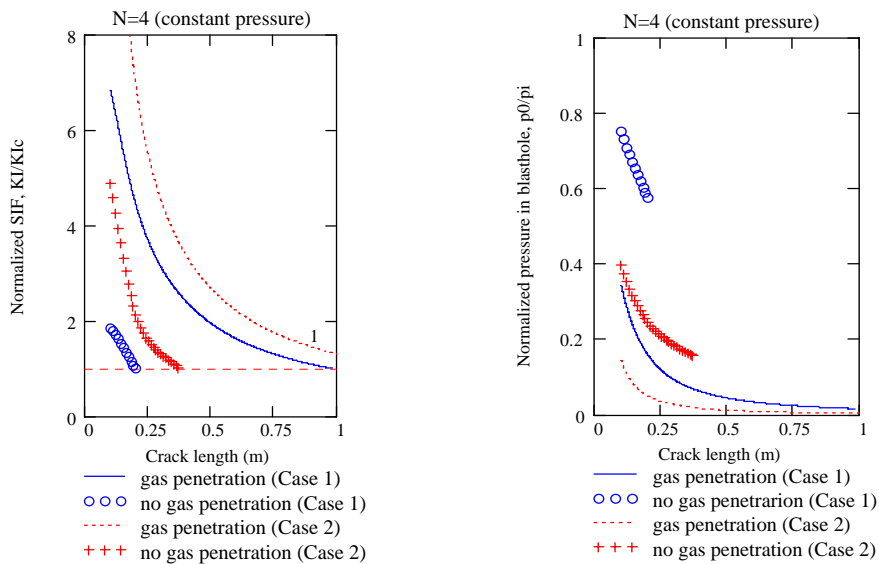 N=4 (constant pressure)
8
6
4
2
0
Normalized SIF, KI/KIc
1
0
0.25
0.5
0.75
1
Crack length (m)
gas penetration (Case 1)
no gas penetration (Case 1)
gas penetration (Case 2)
no gas penetration (Case 2)
N=4 (constant pressure)
1
0.8
0.6
0.4
0.2
0
Normalized pressure in blasthole, p0/pi
0
0.25
0.5
0.75
1
Crack length (m)
gas penetration (Case 1)
no gas penetrarion (Case 1)
gas penetration (Case 2)
no gas penetration (Case 2)